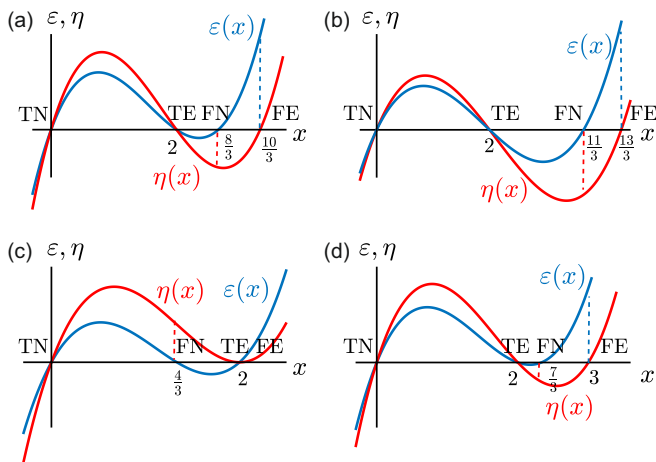 (a)
ε, η
ε(x)
TN
TE FN
FE
2
8/3
10/3
x
η(x)
(b)
ε, η
ε(x)
TN
TE
FN
FE
2
11/3
13/3
x
η(x)
(c)
ε, η
η(x)
ε(x)
TN
FN
TE
FE
4/3
2
x
(d)
ε, η
ε(x)
TN
TE FN
FE
2
7/3
3
x
η(x)